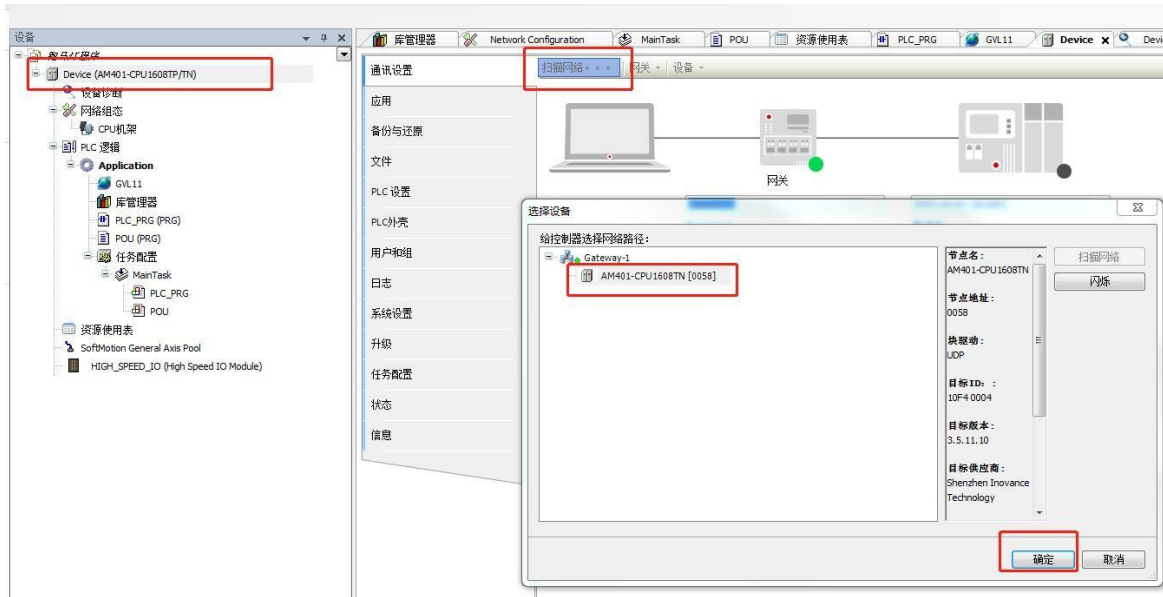 设备
库管理器
Network Configuration
MainTask
POU
资源使用表
PLC_PRG
GVL11
Device
Devi
跑马灯程序
Device (AM401-CPU1608TP/TN)
设备诊断
网络组态
CPU机架
PLC 逻辑
Application
GVL11
库管理器
PLC_PRG (PRG)
POU (PRG)
任务配置
MainTask
PLC_PRG
POU
资源使用表
SoftMotion General Axis Pool
HIGH_SPEED_IO (High Speed IO Module)
通讯设置
应用
备份与还原
文件
PLC 设置
PLC外壳
用户和组
日志
系统设置
升级
任务配置
状态
信息
扫描网络。。。
网关
设备
网关
选择设备
给控制器选择网络路径：
Gateway-1
AM401-CPU1608TN [0058]
节点名：
AM401-CPU1608TN
节点地址：
0058
块驱动：
UDP
目标ID：：
10F4 0004
目标版本：
3.5.11.10
目标供应商：
Shenzhen Inovance
Technology
扫描网络
闪烁
确定
取消